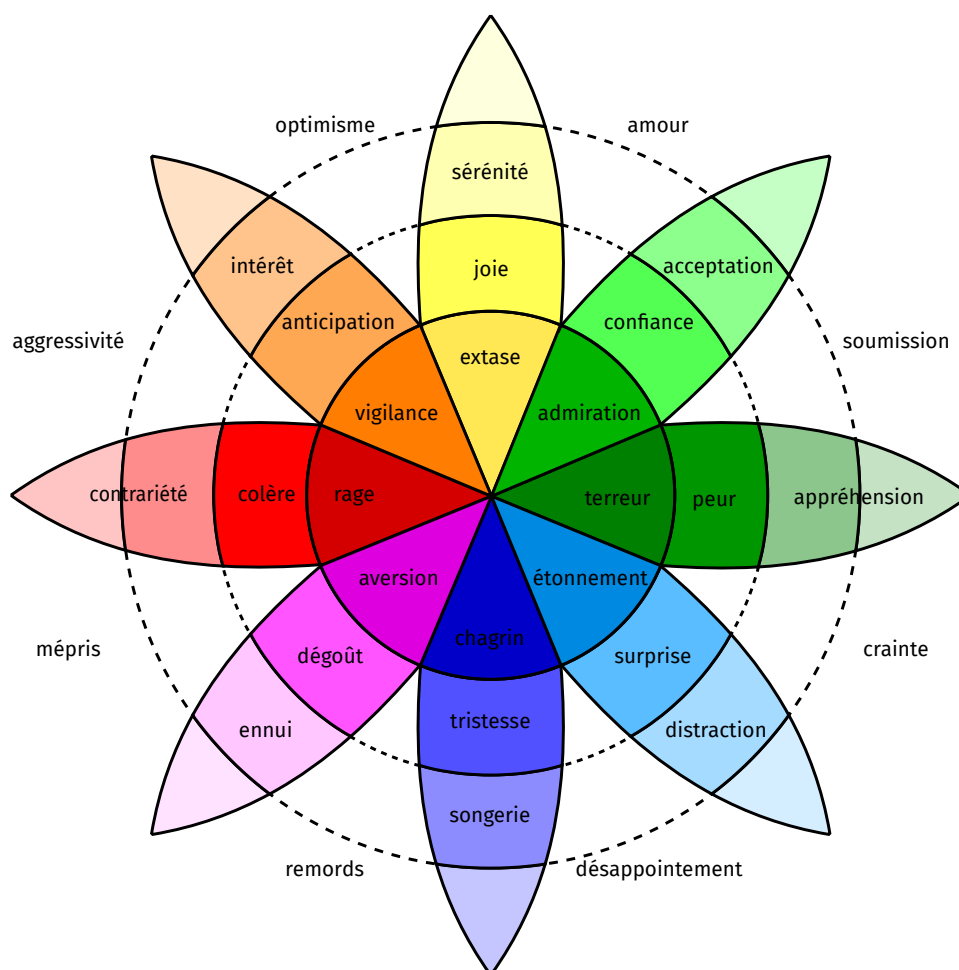 optimisme
amour
sérénité
intérêt
joie
acceptation
anticipation
confiance
aggressivité
soumission
extase
vigilance
admiration
contrariété
colère
rage
terreur
peur
appréhension
aversion
étonnement
chagrin
mépris
dégoût
surprise
crainte
ennui
tristesse
distraction
songerie
remords
désappointement